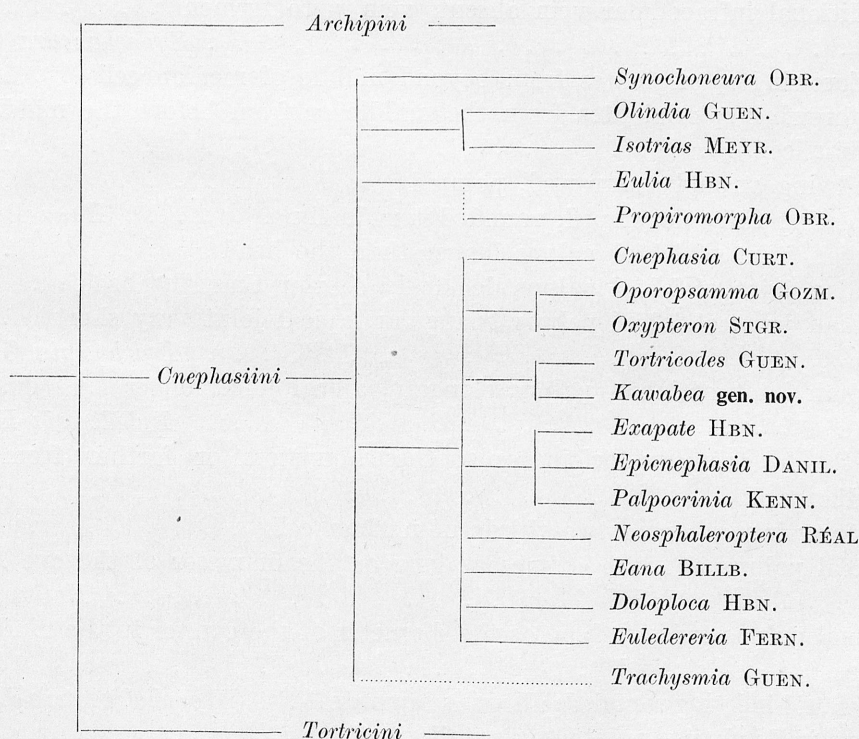 Archipini
Synochoneura OBR.
Olindia GUEN.
Isotrias MEYR.
Eulia HBN.
Propiromorpha OBR.
Cnephasia CURT.
Oporopsamma GOZM.
Oxypteron STGR.
Tortricodes GUEN.
Cnephasiini
Kawabea gen. nov.
Exapate HBN.
Epicnephasia DANIL.
Palpocrinia KENN.
Neosphaleroptera RÉAL
Eana BILLB.
Doloploca HBN.
Euledereria FERN.
Trachysmia GUEN.
Tortricini